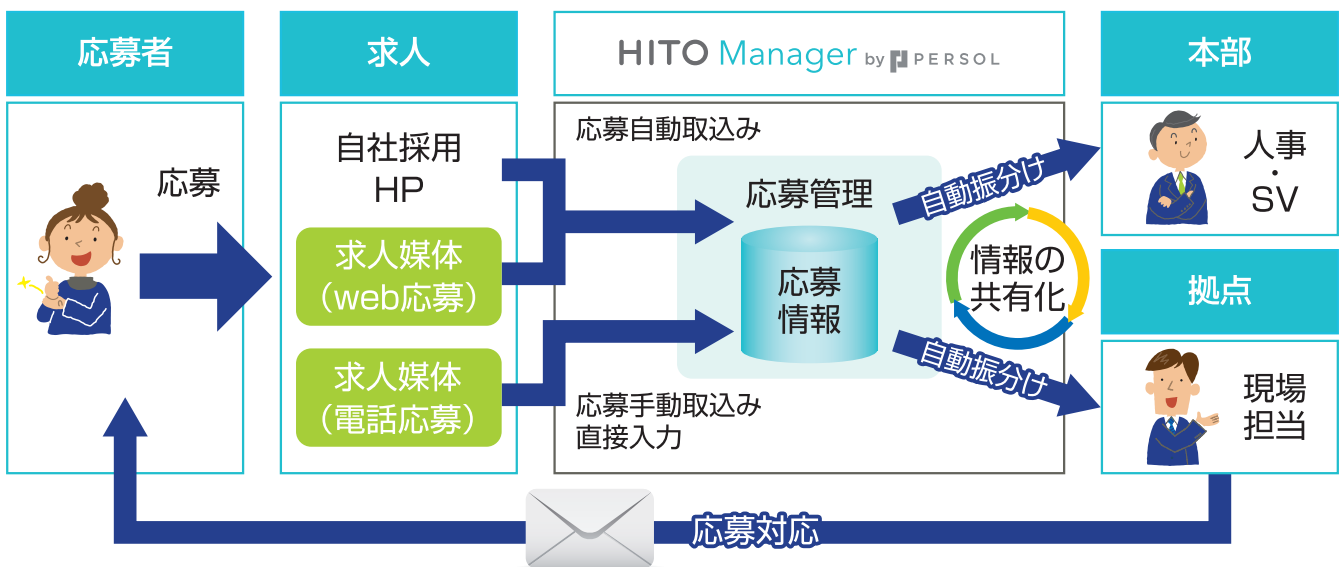 応募者
求人
HITO Manager by PERSOL
本部
応募
自社採用
HP
求人媒体
（web応募）
求人媒体
（電話応募）
応募自動取込み
応募管理
応募
情報
応募手動取込み
直接入力
自動振分け
情報の
共有化
自動振分け
人事
・
SV
拠点
現場
担当
応募対応